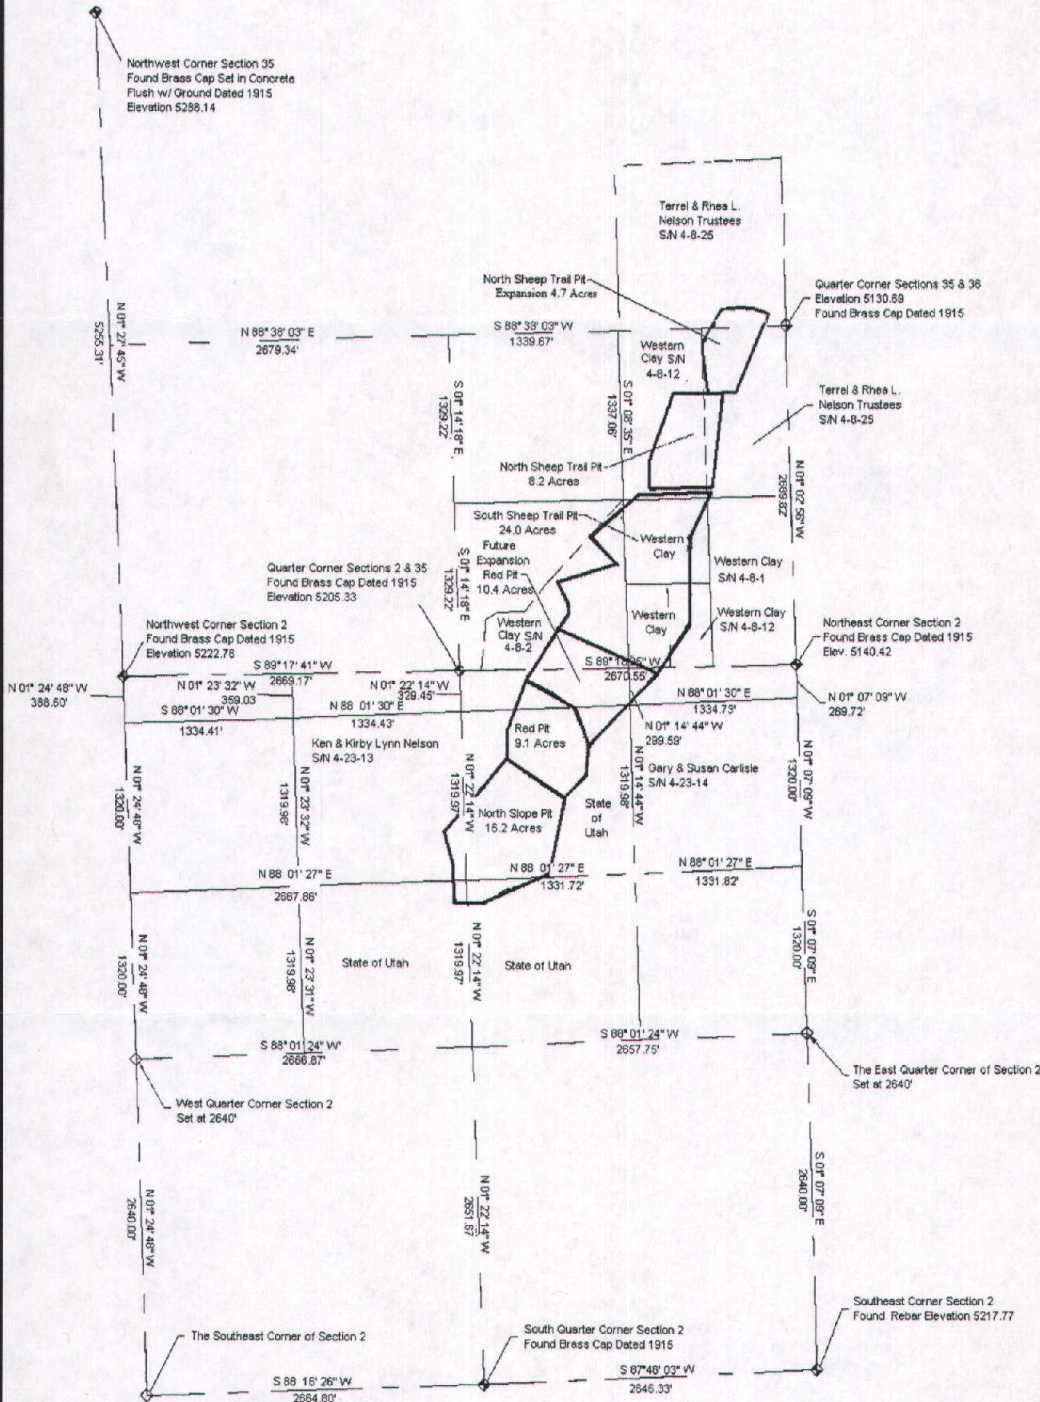 Northwest Corner Section 35
Found Brass Cap Set in Concrete
Flush w/ Ground Dated 1915
Elevation 5288.14
Terrel & Rhea L.
Nelson Trustees
S/N 4-8-25
North Sheep Trail Pit
Expansion 4.7 Acres
Quarter Corner Sections 35 & 36
Elevation 5130.69
Found Brass Cap Dated 1915
N 01° 27' 45" W
5255.31'
N 88° 38' 03" E
2679.34'
S 88° 38' 03" W
1339.67'
Western
Clay S/N
4-8-12
S 01° 14' 18" E
1329.22'
S 01° 08' 35" E
1337.06'
Terrel & Rhea L.
Nelson Trustees
S/N 4-8-25
North Sheep Trail Pit
8.2 Acres
N 01° 02' 56" W
2689.82'
South Sheep Trail Pit
24.0 Acres
Western
Clay
Future
Expansion
Red Pit
10.4 Acres
S 01° 14' 18" E
1329.22'
Western Clay
S/N 4-8-1
Quarter Corner Sections 2 & 35
Found Brass Cap Dated 1915
Elevation 5205.33
Western
Clay S/N
4-8-2
Western
Clay
Western Clay
S/N 4-8-12
Northwest Corner Section 2
Found Brass Cap Dated 1915
Elevation 5222.76
Northeast Corner Section 2
Found Brass Cap Dated 1915
Elev. 5140.42
S 89° 17' 41" W
2669.17'
2670.55'
N 01° 24' 48" W
388.60'
N 01° 23' 32" W
359.03
N 01° 22' 14" W
329.45'
N 88° 01' 30" E
1334.73'
N 01° 07' 09" W
269.72'
S 88° 01' 30" W
1334.41'
N 88 01' 30" E
1334.43'
N 01° 14' 44" W
299.59'
Ken & Kirby Lynn Nelson
S/N 4-23-13
Red Pit
9.1 Acres
Gary & Susan Carlisle
S/N 4-23-14
N 01° 24' 48" W
1320.00'
N 01° 23' 32" W
1319.98'
N 01° 22' 14" W
1319.97'
N 01° 14' 44" W
1319.98'
N 01° 07' 09" W
1320.00'
North Slope Pit
16.2 Acres
State
of
Utah
N 88 01' 27" E
2667.86'
N 88 01' 27" E
1331.72'
N 88° 01' 27" E
1331.82'
N 01° 24' 48" W
1320.00'
N 01° 23' 31" W
1319.98'
State of Utah
N 01° 22' 14" W
1319.97'
State of Utah
S 01° 07' 09" E
1320.00'
S 88° 01' 24" W'
2666.87'
S 88° 01' 24" W
2657.75'
West Quarter Corner Section 2
Set at 2640'
The East Quarter Corner of Section 2
Set at 2640'
N 01° 24' 48" W
2640.00'
N 01° 22' 14" W
2651.67'
S 01° 07' 09" E
2640.00'
The Southeast Corner of Section 2
South Quarter Corner Section 2
Found Brass Cap Dated 1915
Southeast Corner Section 2
Found Rebar Elevation 5217.77
S 88 16' 26" W
2664.80'
S 87° 46' 03" W
2646.33'